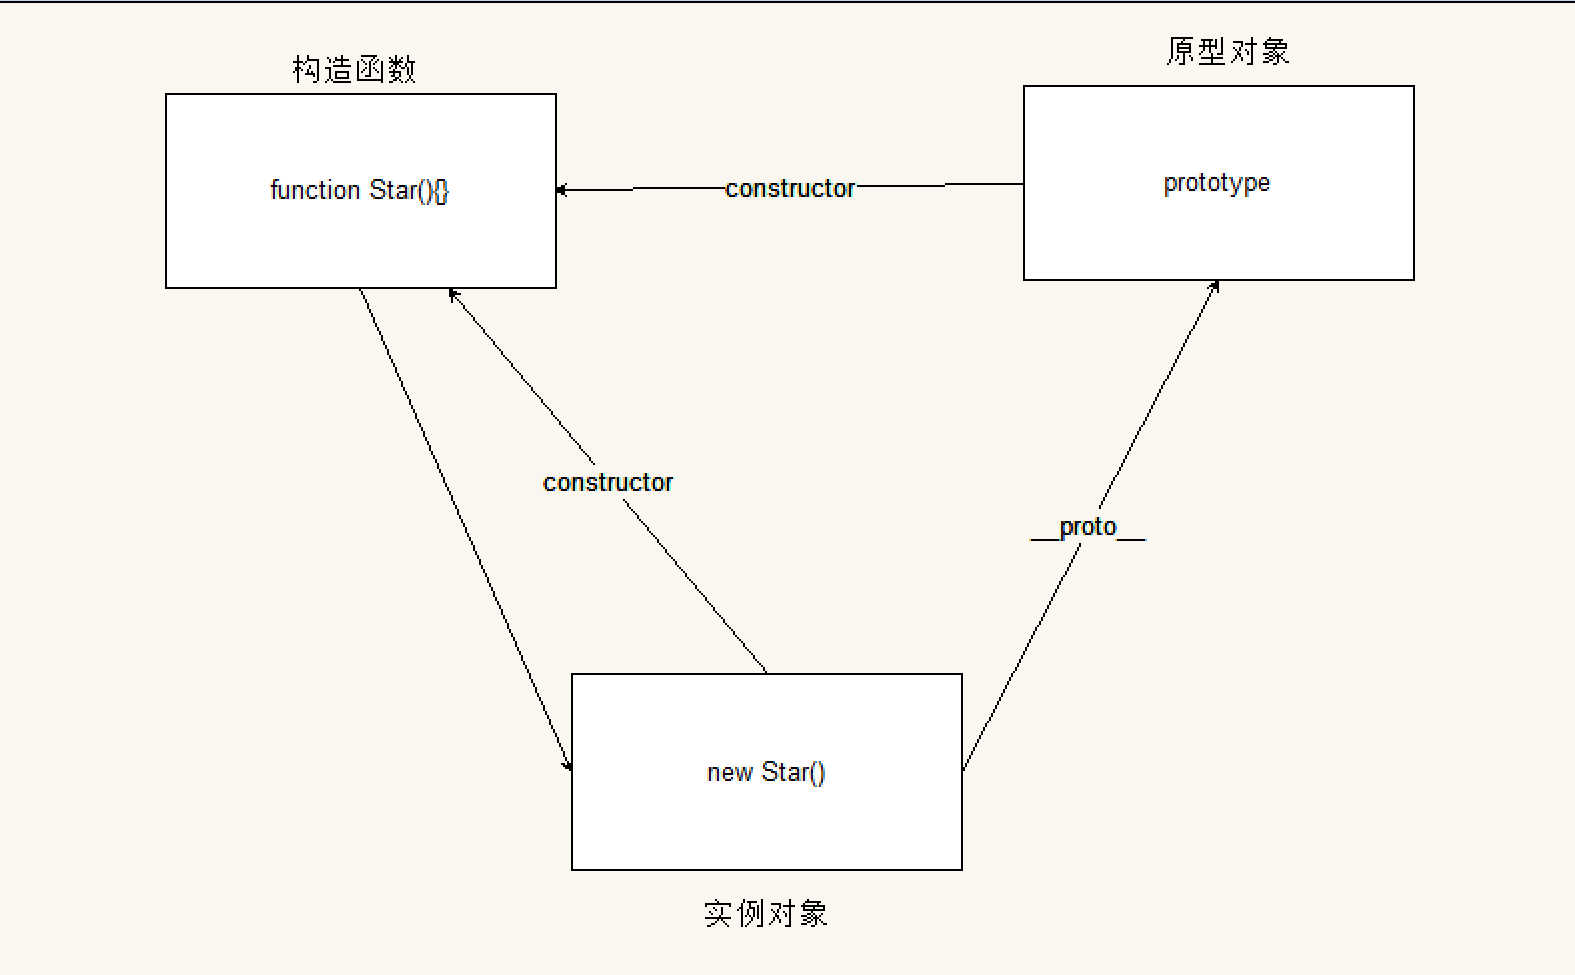 构造函数
原型对象
function Star(){}
constructor
prototype
constructor
__proto__
new Star()
实例对象